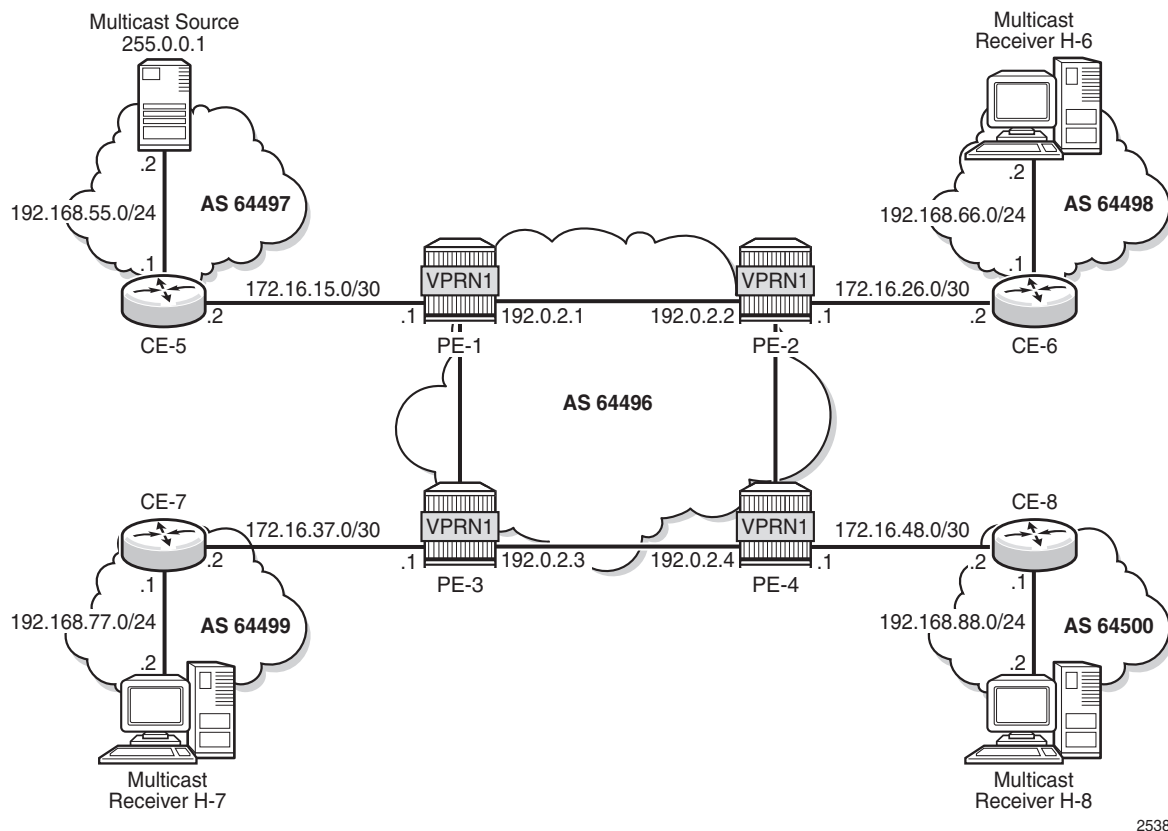 Multicast Source
255.0.0.1
Multicast
Receiver H-6
.2
.2
192.168.55.0/24
AS 64497
192.168.66.0/24
AS 64498
.1
.1
VPRN1
VPRN1
172.16.15.0/30
172.16.26.0/30
.2
.1
192.0.2.1
192.0.2.2
.1
.2
CE-5
PE-1
PE-2
CE-6
AS 64496
CE-7
CE-8
172.16.37.0/30
VPRN1
VPRN1
172.16.48.0/30
.2
.1
192.0.2.3
192.0.2.4
.1
.2
.1
PE-3
PE-4
.1
192.168.77.0/24
AS 64499
192.168.88.0/24
AS 64500
.2
.2
Multicast
Receiver H-7
Multicast
Receiver H-8
2538